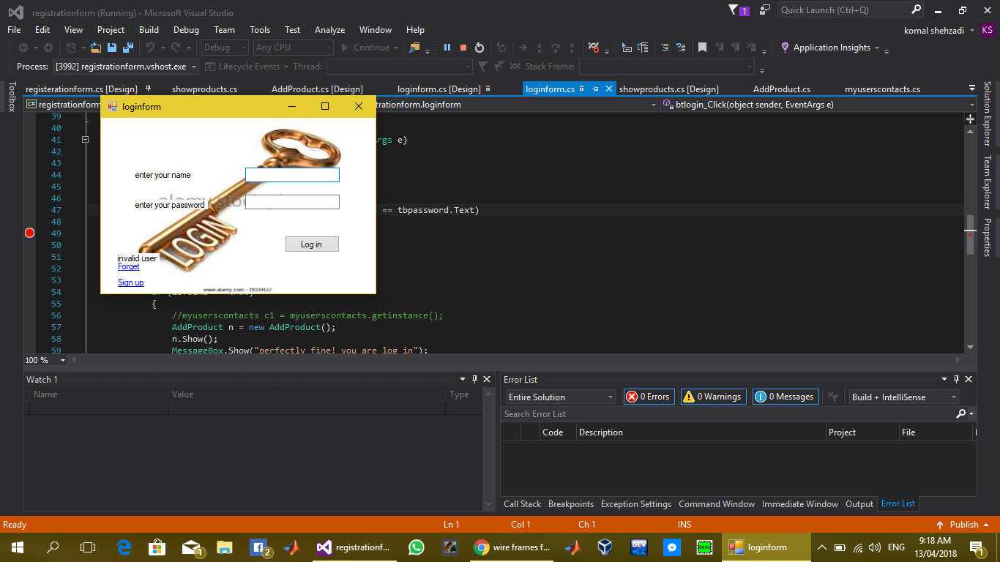 registrationform (Running) - Microsoft Visual Studio
1
Quick Launch (Ctrl+Q)
File Edit View Project Build Debug Team Tools Test Analyze Window Help
komal shehzadi KS
Debug Any CPU Continue Application Insights
Process: [3992] registrationform.vshost.exe Lifecycle Events Thread: Stack Frame:
Toolbox
registerationform.cs [Design] showproducts.cs AddProduct.cs [Design] loginform.cs [Design] loginform.cs showproducts.cs [Design] AddProduct.cs myuserscontacts.cs
btlogin_Click(object sender, EventArgs e)
loginform
enter your name
enter your password
LOGIN
Log in
invalid user
Forget
Sign up
www.alamy.com - DGXHJJ
39
40
41 e)
42
43
44
45
46
47 == tbpassword.Text)
48
49
50
51
52
53
54
55 {
56 //myuserscontacts c1 = myuserscontacts.getinstance();
57 AddProduct n = new AddProduct();
58 n.Show();
59 MessageBox.Show("perfectly fine! you are log in");
100 %
Solution Explorer
Team Explorer
Properties
Watch 1
Name Value Type
Error List
Entire Solution 0 Errors 0 Warnings 0 Messages Build + IntelliSense
Search Error List
Code Description Project File
Call Stack Breakpoints Exception Settings Command Window Immediate Window Output Error List
Ready Ln 1 Col 1 Ch 1 INS Publish
1 2 registrationf... wire frames f... DEV loginform ENG 9:18 AM
13/04/2018 1